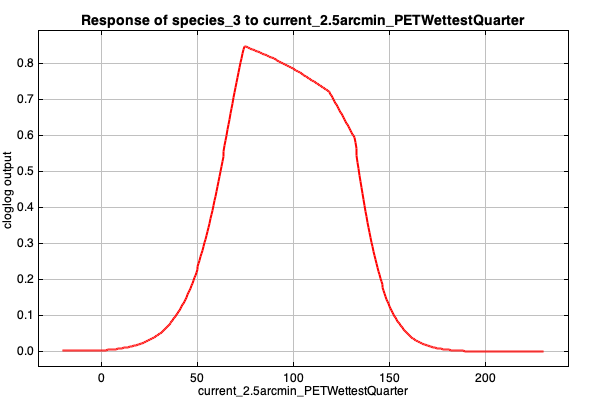 Response of species_3 to current_2.5arcmin_PETWettestQuarter
cloglog output
0.8
0.7
0.6
0.5
0.4
0.3
0.2
0.1
0.0
0 50 100 150 200
current_2.5arcmin_PETWettestQuarter